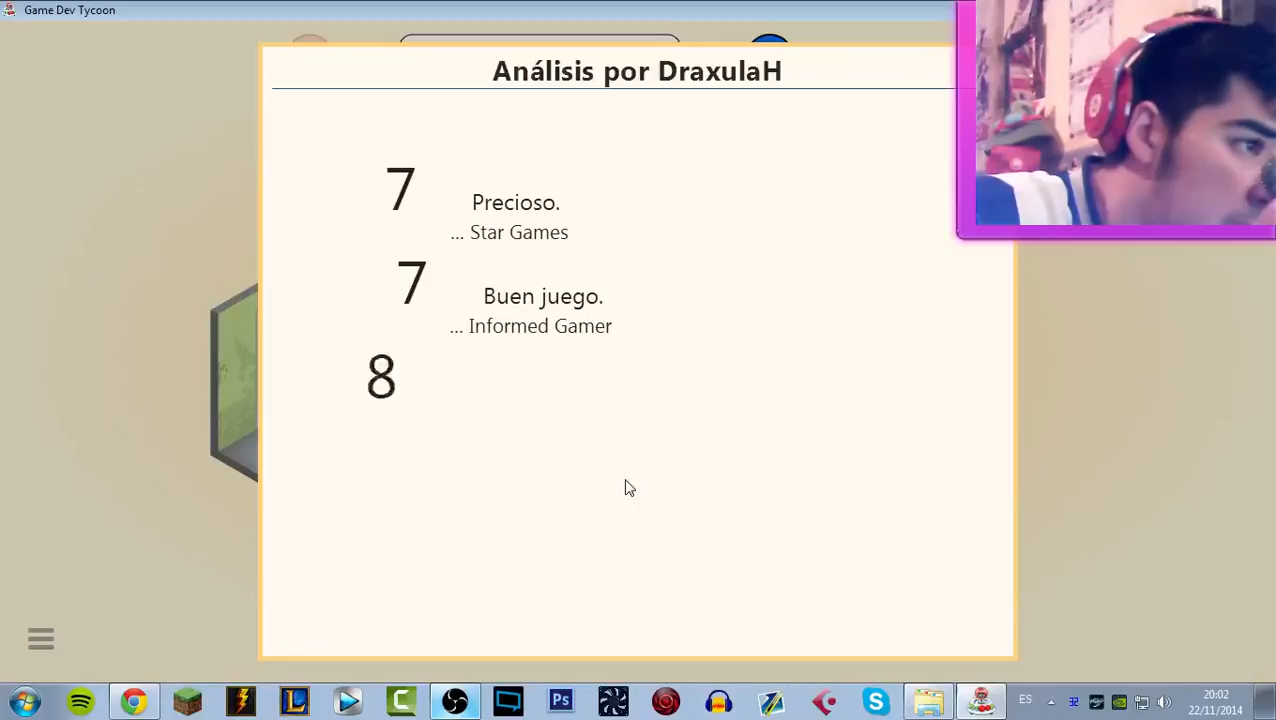 Game Dev Tycoon
Análisis por DraxulaH
7
Precioso.
... Star Games
7
Buen juego.
... Informed Gamer
8
ES
20:02
22/11/2014